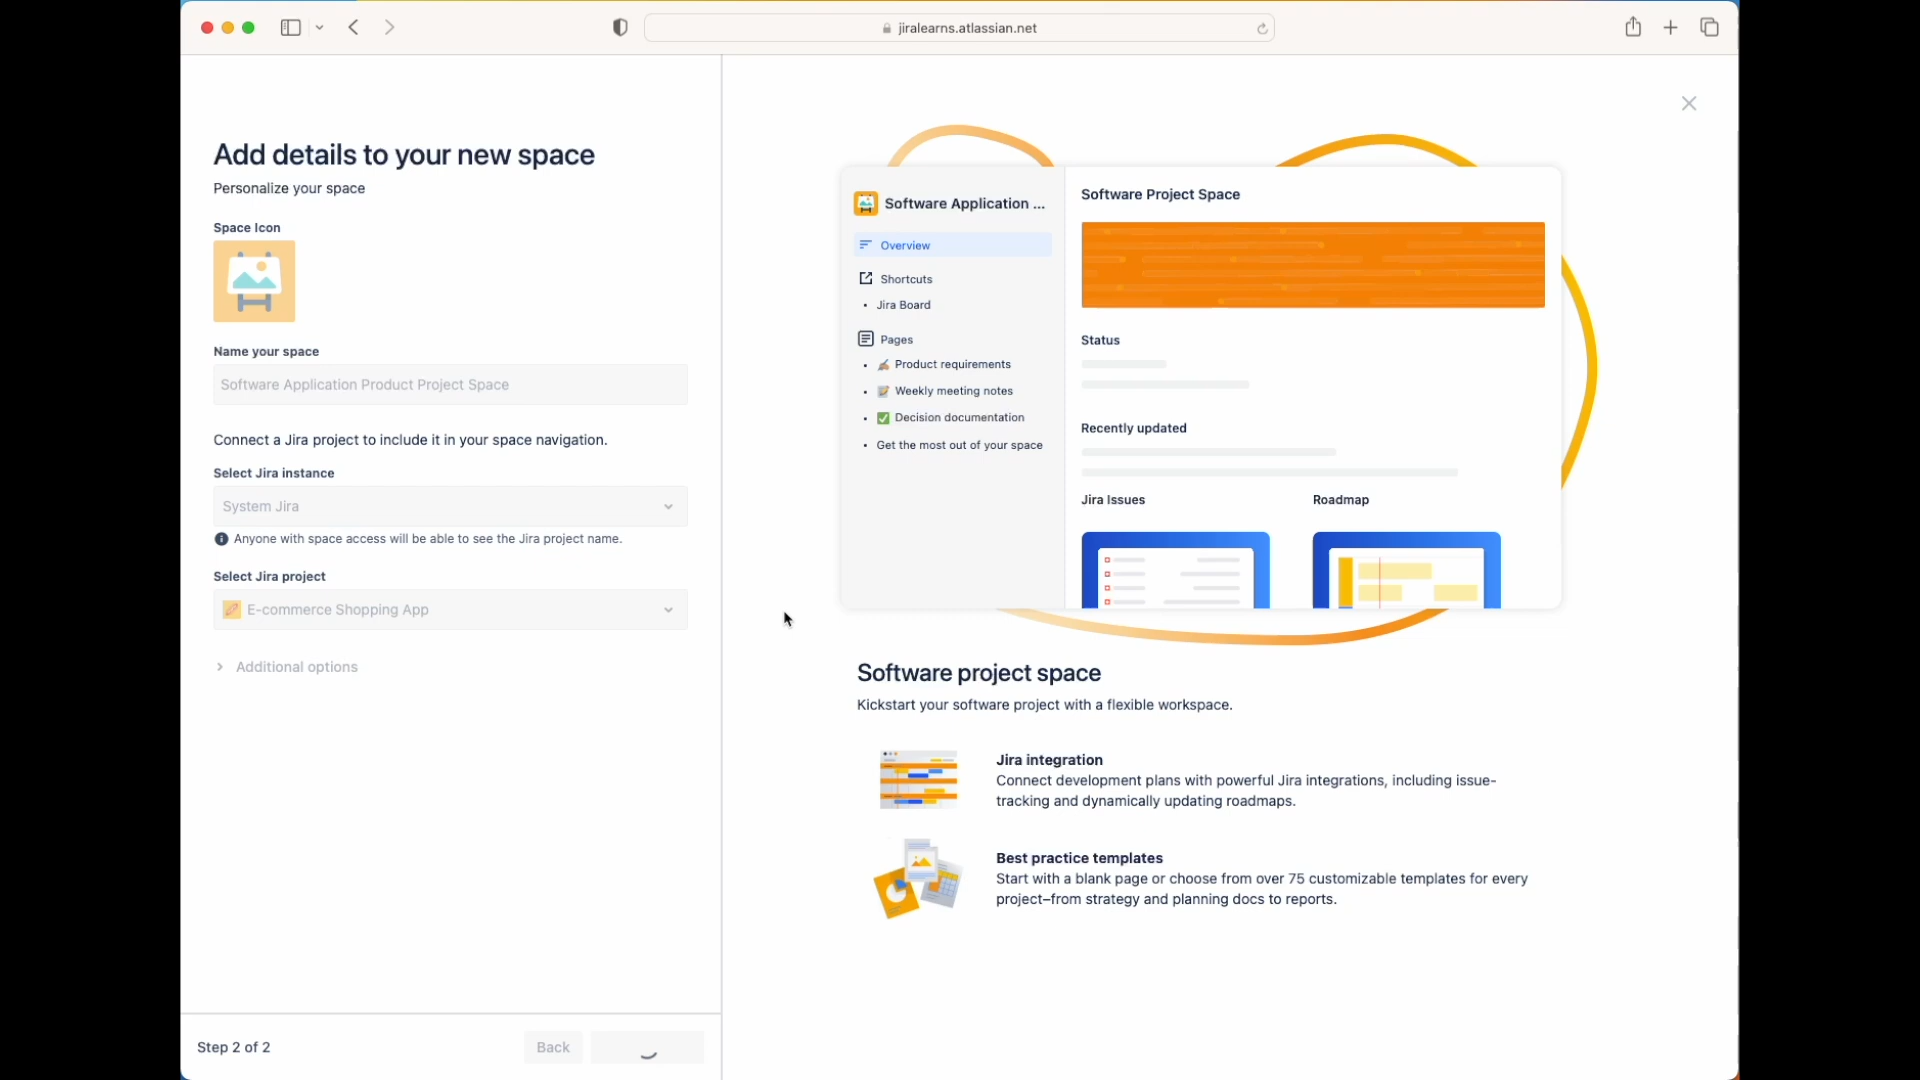 jiralearns.atlassian.net
Add details to your new space
Personalize your space
Space Icon
Name your space
Software Application Product Project Space
Connect a Jira project to include it in your space navigation.
Select Jira instance
System Jira
Anyone with space access will be able to see the Jira project name.
Select Jira project
E-commerce Shopping App
Additional options
Step 2 of 2
Back
Software Application ...
Overview
Shortcuts
• Jira Board
Pages
• Product requirements
• Weekly meeting notes
• ✅ Decision documentation
• Get the most out of your space
Software Project Space
Status
Recently updated
Jira Issues
Roadmap
Software project space
Kickstart your software project with a flexible workspace.
Jira integration
Connect development plans with powerful Jira integrations, including issue-
tracking and dynamically updating roadmaps.
Best practice templates
Start with a blank page or choose from over 75 customizable templates for every
project–from strategy and planning docs to reports.